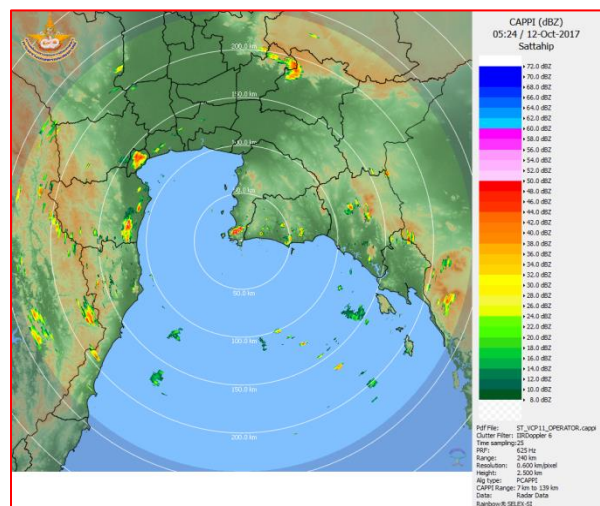 CAPPI (dBZ)
05:24 / 12-Oct-2017
Sattahip
72.0 dBZ
70.0 dBZ
68.0 dBZ
66.0 dBZ
64.0 dBZ
62.0 dBZ
60.0 dBZ
58.0 dBZ
56.0 dBZ
54.0 dBZ
52.0 dBZ
50.0 dBZ
48.0 dBZ
46.0 dBZ
44.0 dBZ
42.0 dBZ
40.0 dBZ
38.0 dBZ
36.0 dBZ
34.0 dBZ
32.0 dBZ
30.0 dBZ
28.0 dBZ
26.0 dBZ
24.0 dBZ
22.0 dBZ
20.0 dBZ
18.0 dBZ
16.0 dBZ
14.0 dBZ
12.0 dBZ
10.0 dBZ
8.0 dBZ
200.0 km
150.0 km
100.0 km
50.0 km
50.0 km
100.0 km
150.0 km
200.0 km
Pdf File: ST_VCP11_OPERATOR.cappi
Clutter Filter: IIRDoppler 6
Time sampling:25
PRF: 625 Hz
Range: 240 km
Resolution: 0.600 km/pixel
Height: 2.500 km
Alg type: PCAPPI
CAPPI Range: 7 km to 139 km
Data: Radar Data
Rainbow® SELEX-SI